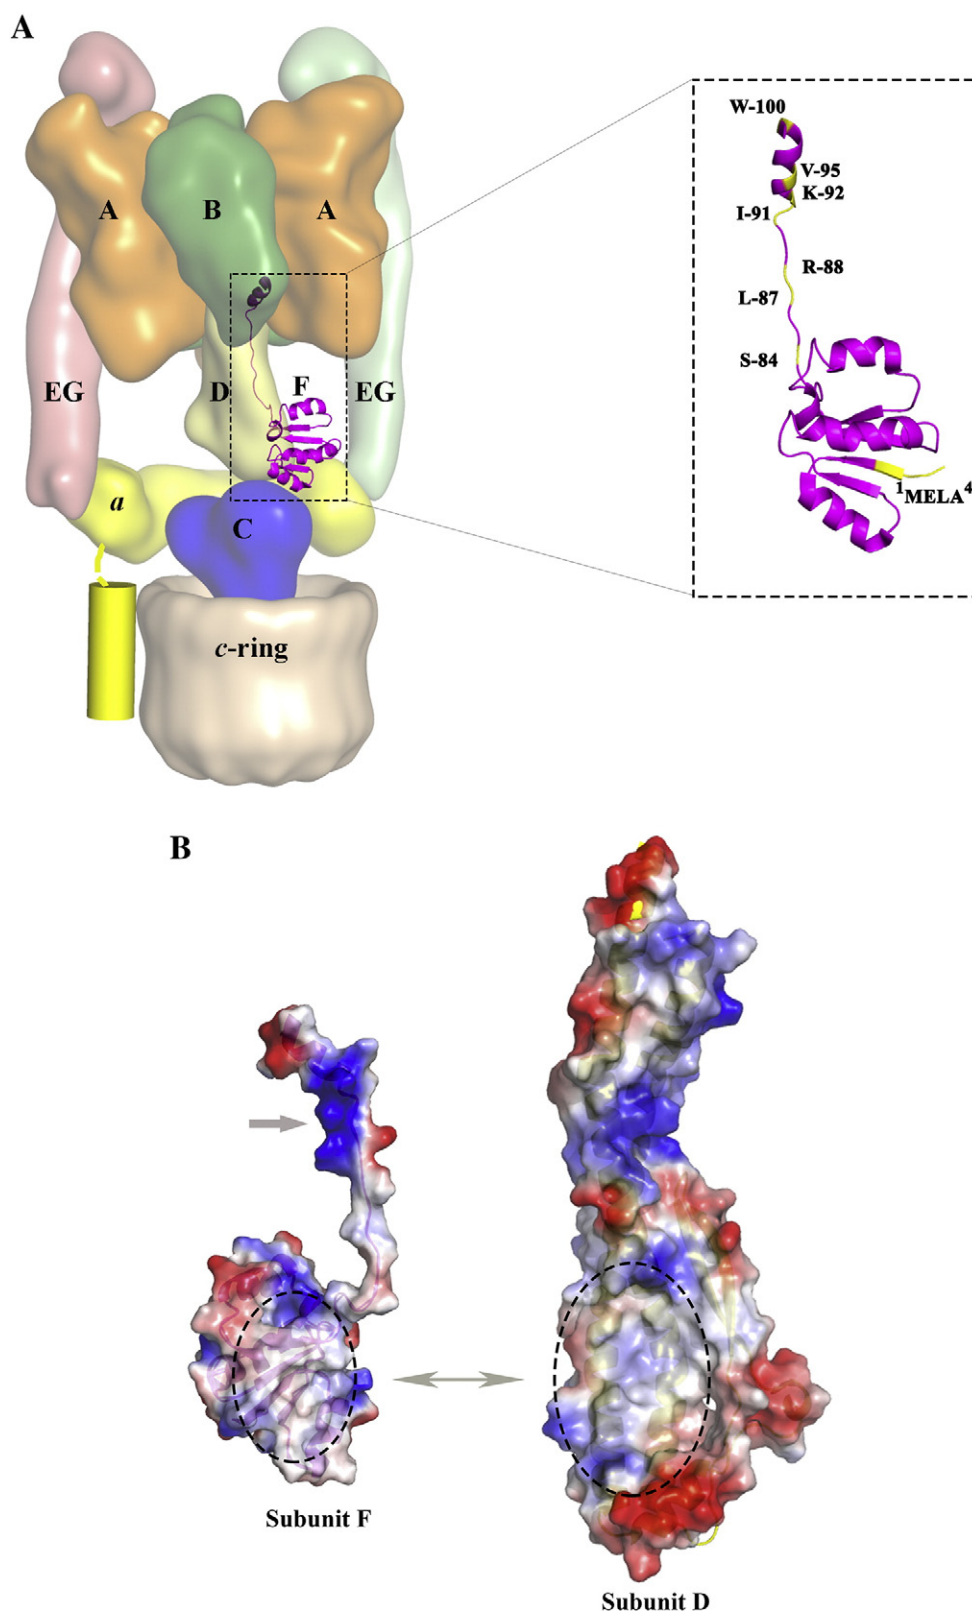 A
A
B
A
EG
D
F
EG
a
C
c-ring
W-100
V-95
K-92
I-91
R-88
L-87
S-84
¹MELA⁴
B
Subunit F
Subunit D